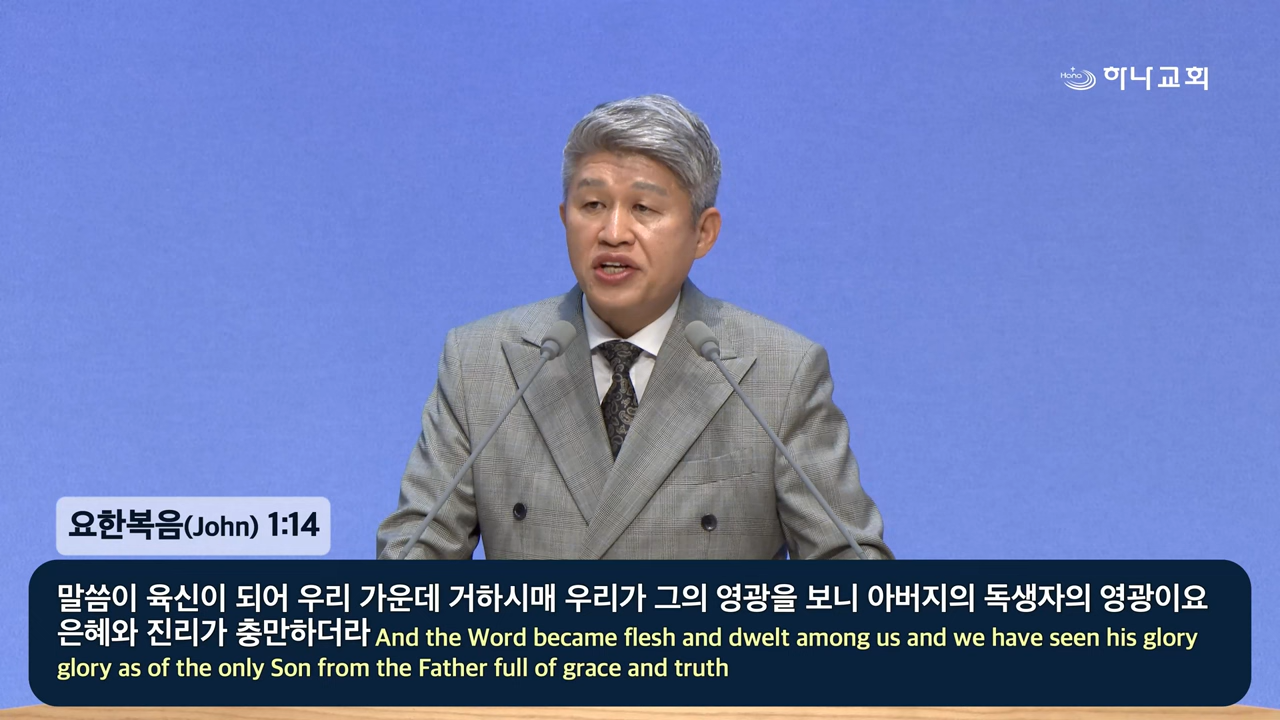 Hana 하나교회
요한복음(John) 1:14
말씀이 육신이 되어 우리 가운데 거하시매 우리가 그의 영광을 보니 아버지의 독생자의 영광이요
은혜와 진리가 충만하더라 And the Word became flesh and dwelt among us and we have seen his glory
glory as of the only Son from the Father full of grace and truth